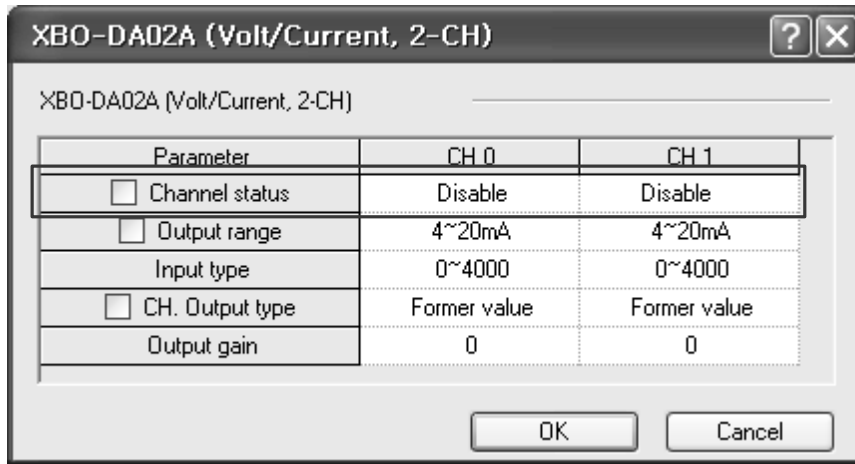 XBO-DA02A (Volt/Current, 2-CH)
XBO-DA02A (Volt/Current, 2-CH)
Parameter CH 0 CH 1
Channel status Disable Disable
Output range 4~20mA 4~20mA
Input type 0~4000 0~4000
CH. Output type Former value Former value
Output gain 0 0
OK Cancel